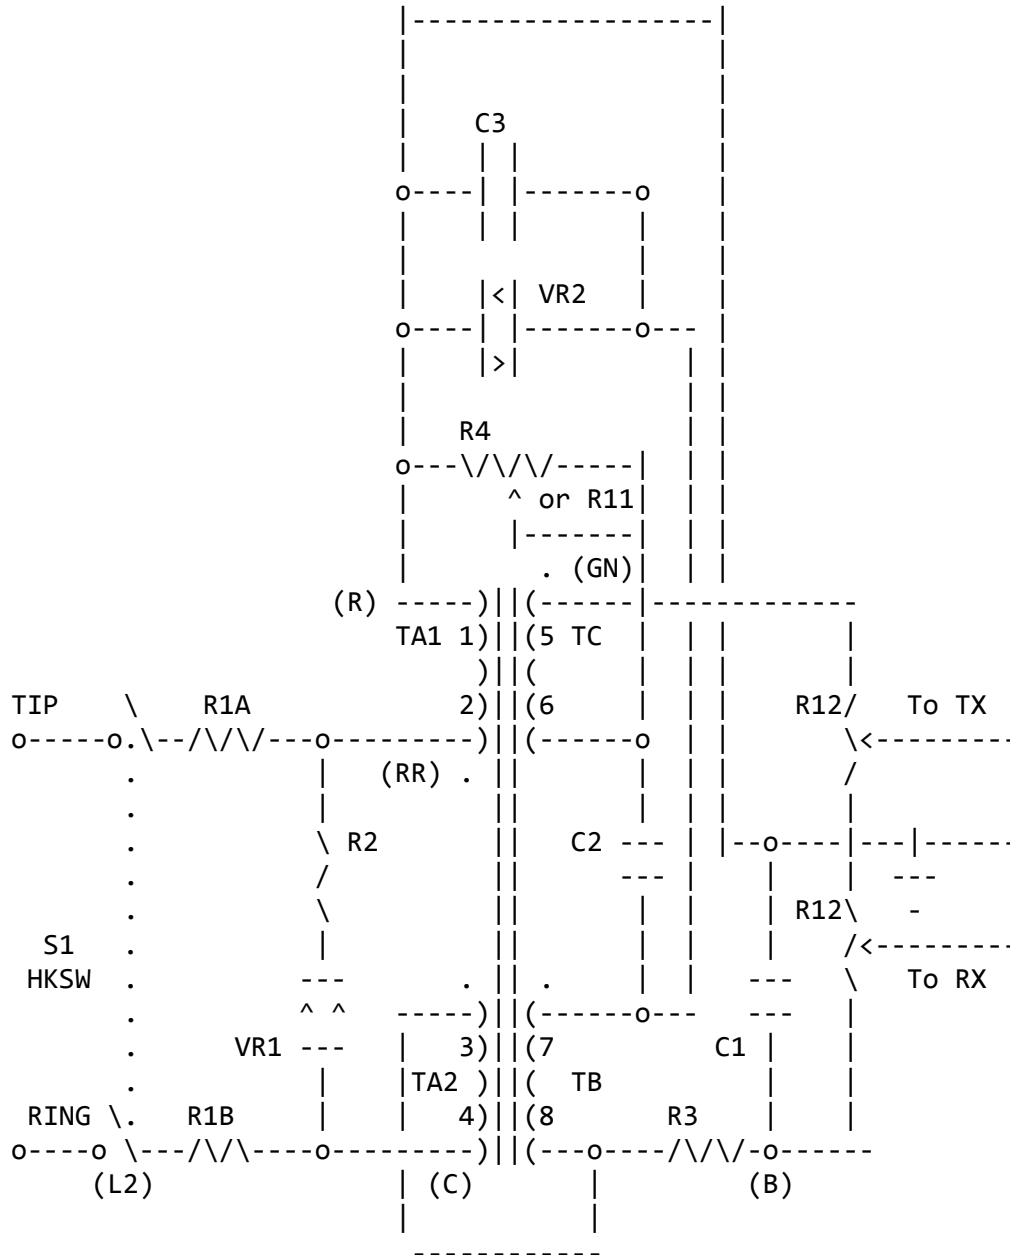 C3
VR2
R4
or R11
(GN)
(R)
TA1 1 5 TC
TIP R1A 2 6 R12 To TX
(RR)
R2 C2
R12
S1
HKSW To RX
VR1 3 7 C1
TA2 TB
RING R1B 4 8 R3
(L2) (C) (B)